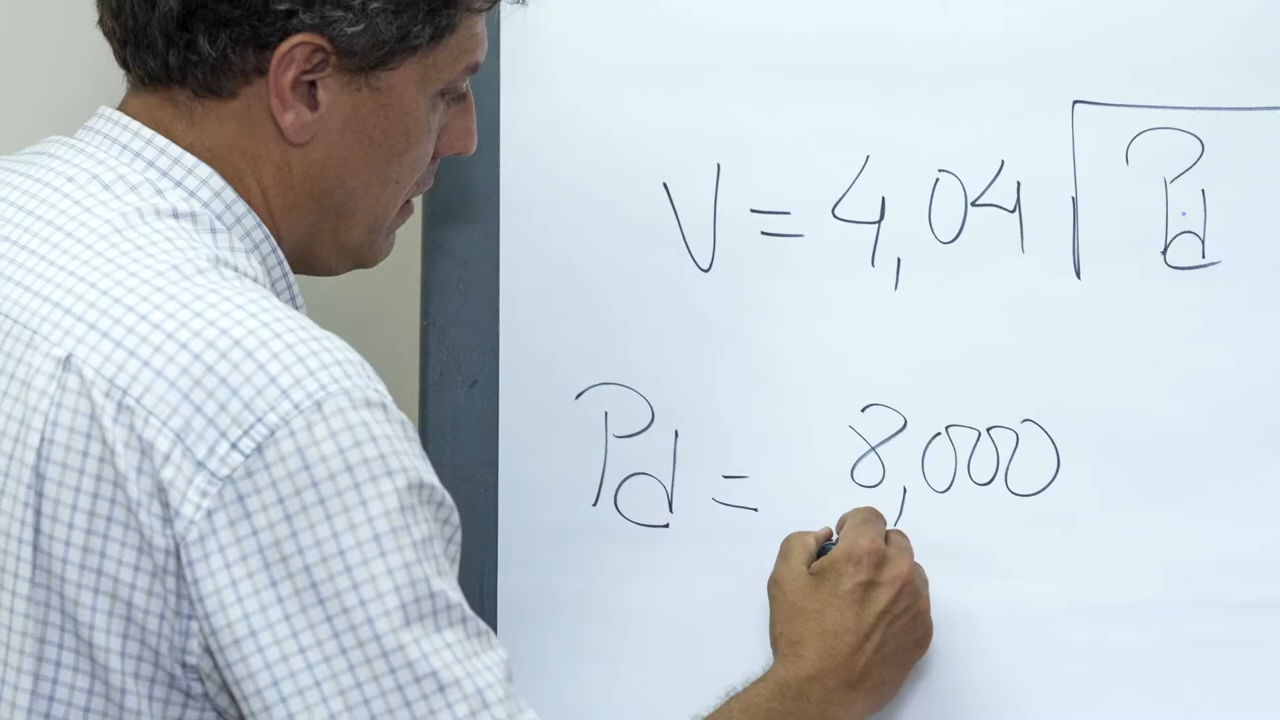 V = 4,04 √Pd
Pd = 8,000